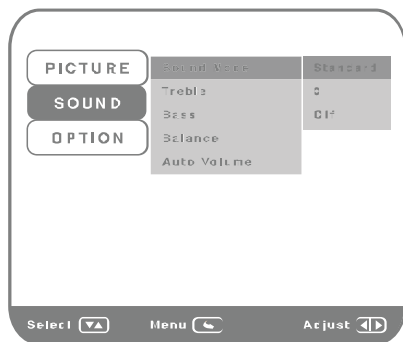 PICTURE
SOUND
OPTION
Sound Mode Standard
Treble 0
Bass Off
Balance
Auto Volume
Select Menu Adjust